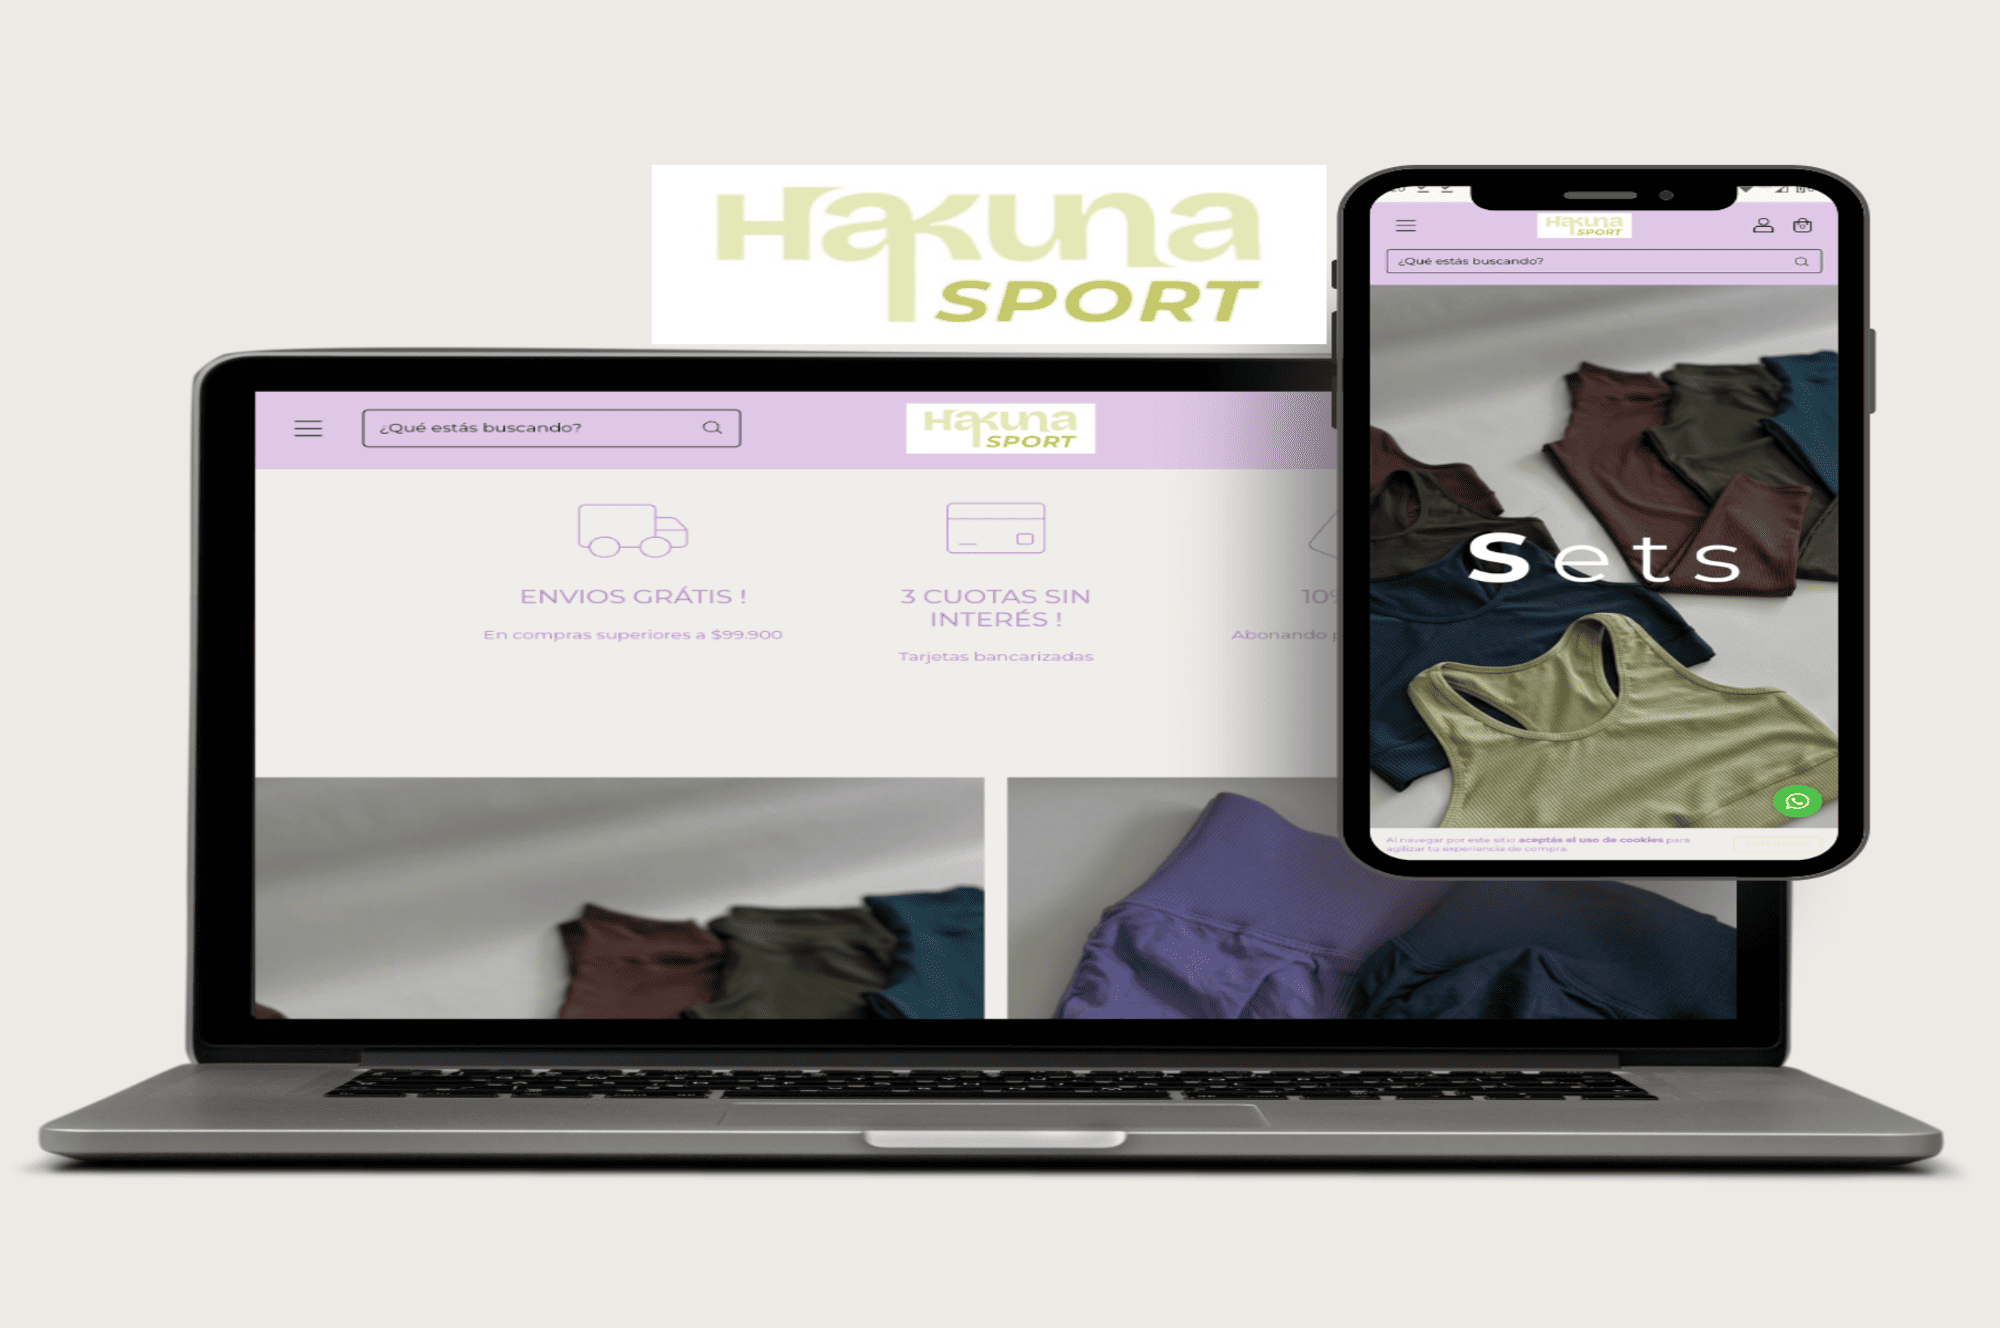 Hakuna
SPORT
¿Qué estás buscando?
Hakuna
SPORT
ENVIOS GRÁTIS !
En compras superiores a $99.900
3 CUOTAS SIN
INTERÉS !
Tarjetas bancarizadas
10%
Abonando
Hakuna
SPORT
¿Qué estás buscando?
Sets
Al navegar por este sitio aceptás el uso de cookies para
agilizar tu experiencia de compra.